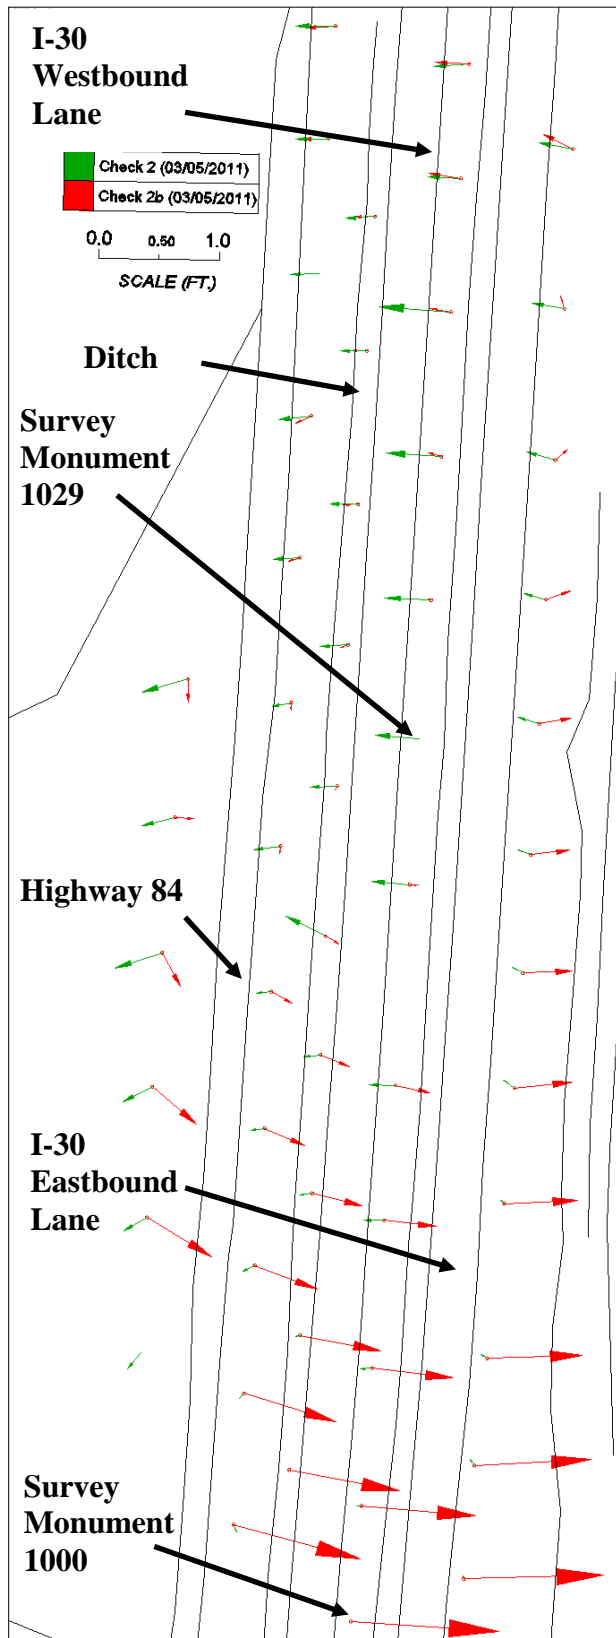 I-30
Westbound
Lane
Check 2 (03/05/2011)
Check 2b (03/05/2011)
0.0 0.50 1.0
SCALE (FT.)
Ditch
Survey
Monument
1029
Highway 84
I-30
Eastbound
Lane
Survey
Monument
1000